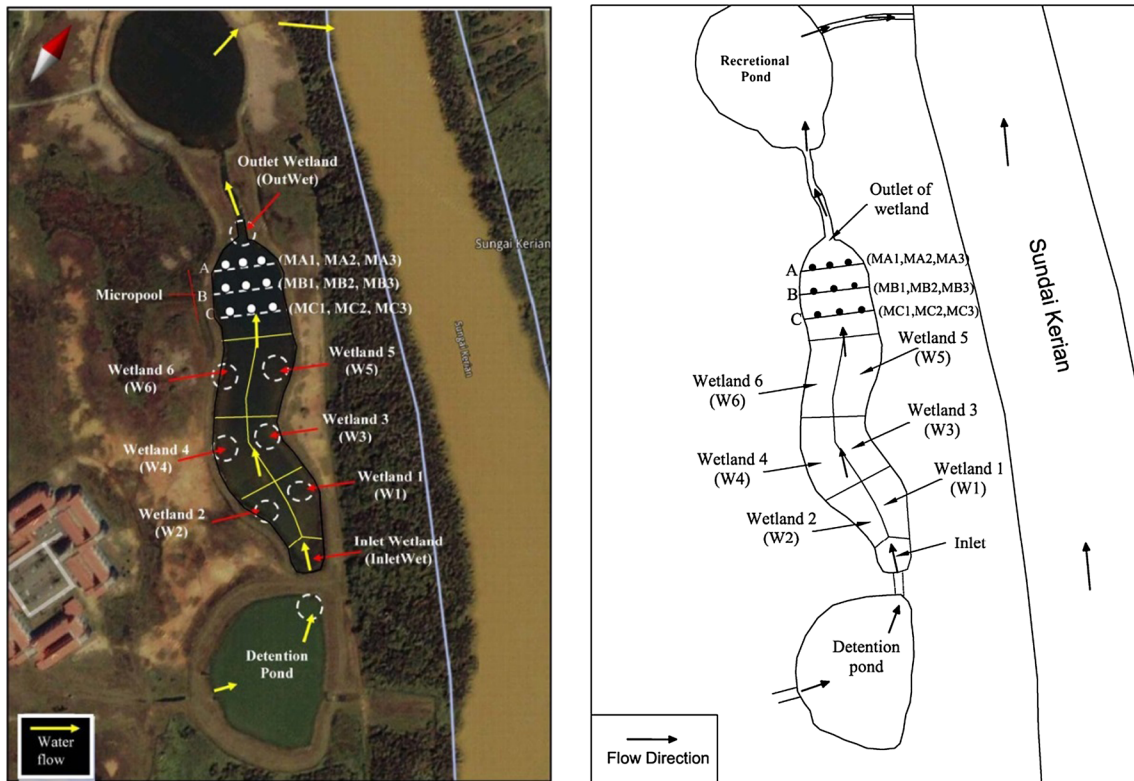 Outlet Wetland
(OutWet)
A
(MA1, MA2, MA3)
Micropool
B
(MB1, MB2, MB3)
C
(MC1, MC2, MC3)
Wetland 5
(W5)
Wetland 6
(W6)
Wetland 3
(W3)
Wetland 4
(W4)
Wetland 1
(W1)
Wetland 2
(W2)
Inlet Wetland
(InletWet)
Detention
Pond
Water
flow
Sungai Kerian
Sungai Kerian
Recretional
Pond
Outlet of
wetland
A
(MA1,MA2,MA3)
B
(MB1,MB2,MB3)
C
(MC1,MC2,MC3)
Wetland 5
(W5)
Wetland 6
(W6)
Wetland 3
(W3)
Wetland 4
(W4)
Wetland 1
(W1)
Wetland 2
(W2)
Inlet
Detention
pond
Flow Direction
Sundai Kerian